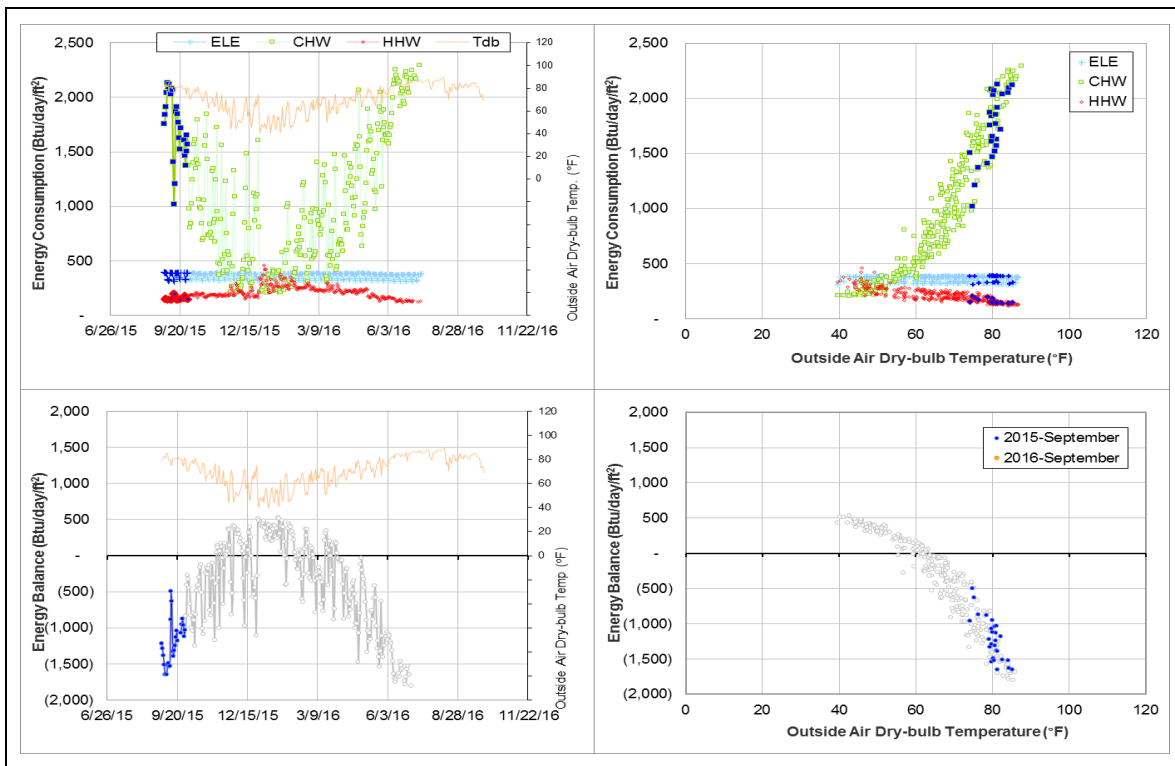 ELE CHW HHW Tdb
2,500
2,000
1,500
1,000
500
-
Energy Consumption (Btu/day/ft²)
120
100
80
60
40
20
0
Outside Air Dry-bulb Temp. (°F)
6/26/15 9/20/15 12/15/15 3/9/16 6/3/16 8/28/16 11/22/16
2,500
2,000
1,500
1,000
500
-
Energy Consumption (Btu/day/ft²)
ELE
CHW
HHW
0 20 40 60 80 100 120
Outside Air Dry-bulb Temperature (°F)
2,000
1,500
1,000
500
-
(500)
(1,000)
(1,500)
(2,000)
Energy Balance (Btu/day/ft²)
120
100
80
60
40
20
0
Outside Air Dry-bulb Temp (°F)
6/26/15 9/20/15 12/15/15 3/9/16 6/3/16 8/28/16 11/22/16
2,000
1,500
1,000
500
-
(500)
(1,000)
(1,500)
(2,000)
Energy Balance (Btu/day/ft²)
2015-September
2016-September
0 20 40 60 80 100 120
Outside Air Dry-bulb Temperature (°F)